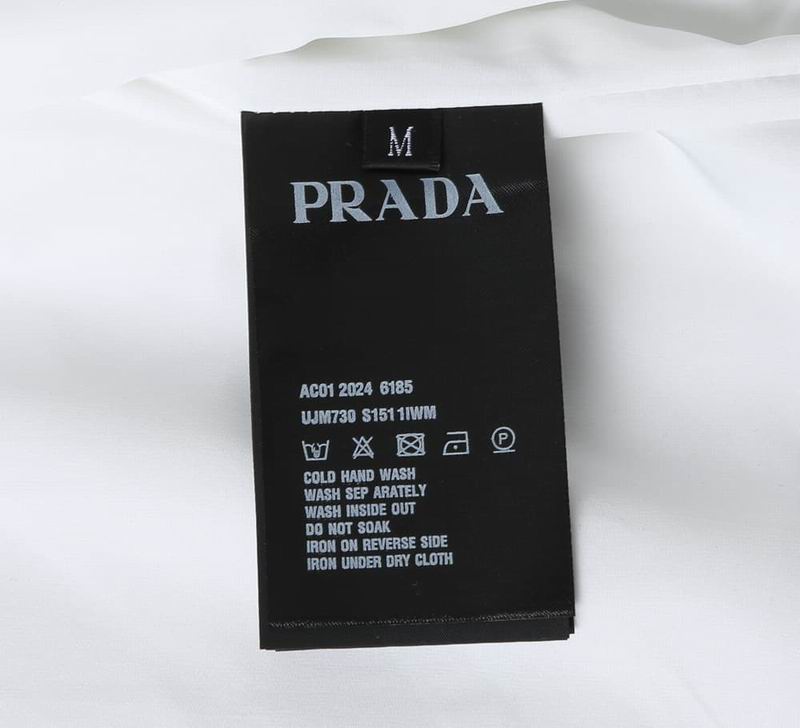 M
PRADA
AC01 2024 6185
UJM730 S151 1IWM
P
COLD HAND WASH
WASH SEP ARATELY
WASH INSIDE OUT
DO NOT SOAK
IRON ON REVERSE SIDE
IRON UNDER DRY CLOTH